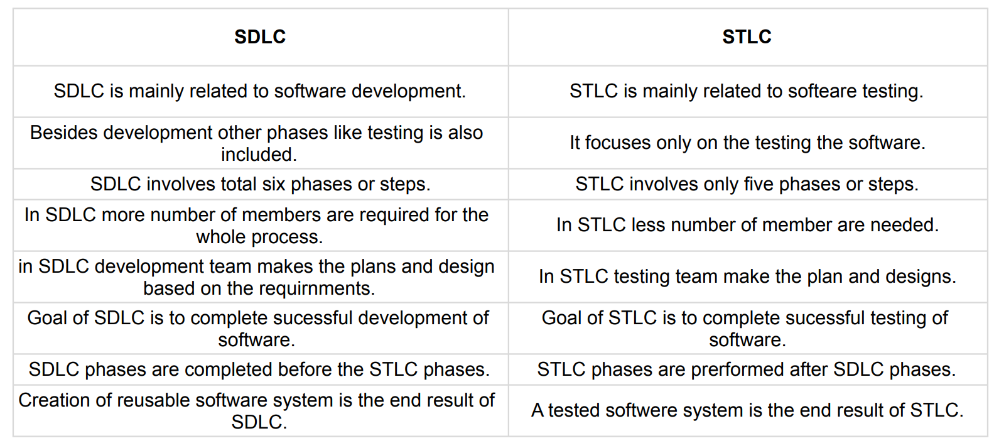 SDLC
STLC
SDLC is mainly related to software development.
STLC is mainly related to softeare testing.
Besides development other phases like testing is also
included.
It focuses only on the testing the software.
SDLC involves total six phases or steps.
STLC involves only five phases or steps.
In SDLC more number of members are required for the
whole process.
In STLC less number of member are needed.
in SDLC development team makes the plans and design
based on the requirnments.
In STLC testing team make the plan and designs.
Goal of SDLC is to complete sucessful development of
software.
Goal of STLC is to complete sucessful testing of
software.
SDLC phases are completed before the STLC phases.
STLC phases are prerformed after SDLC phases.
Creation of reusable software system is the end result of
SDLC.
A tested softwere system is the end result of STLC.